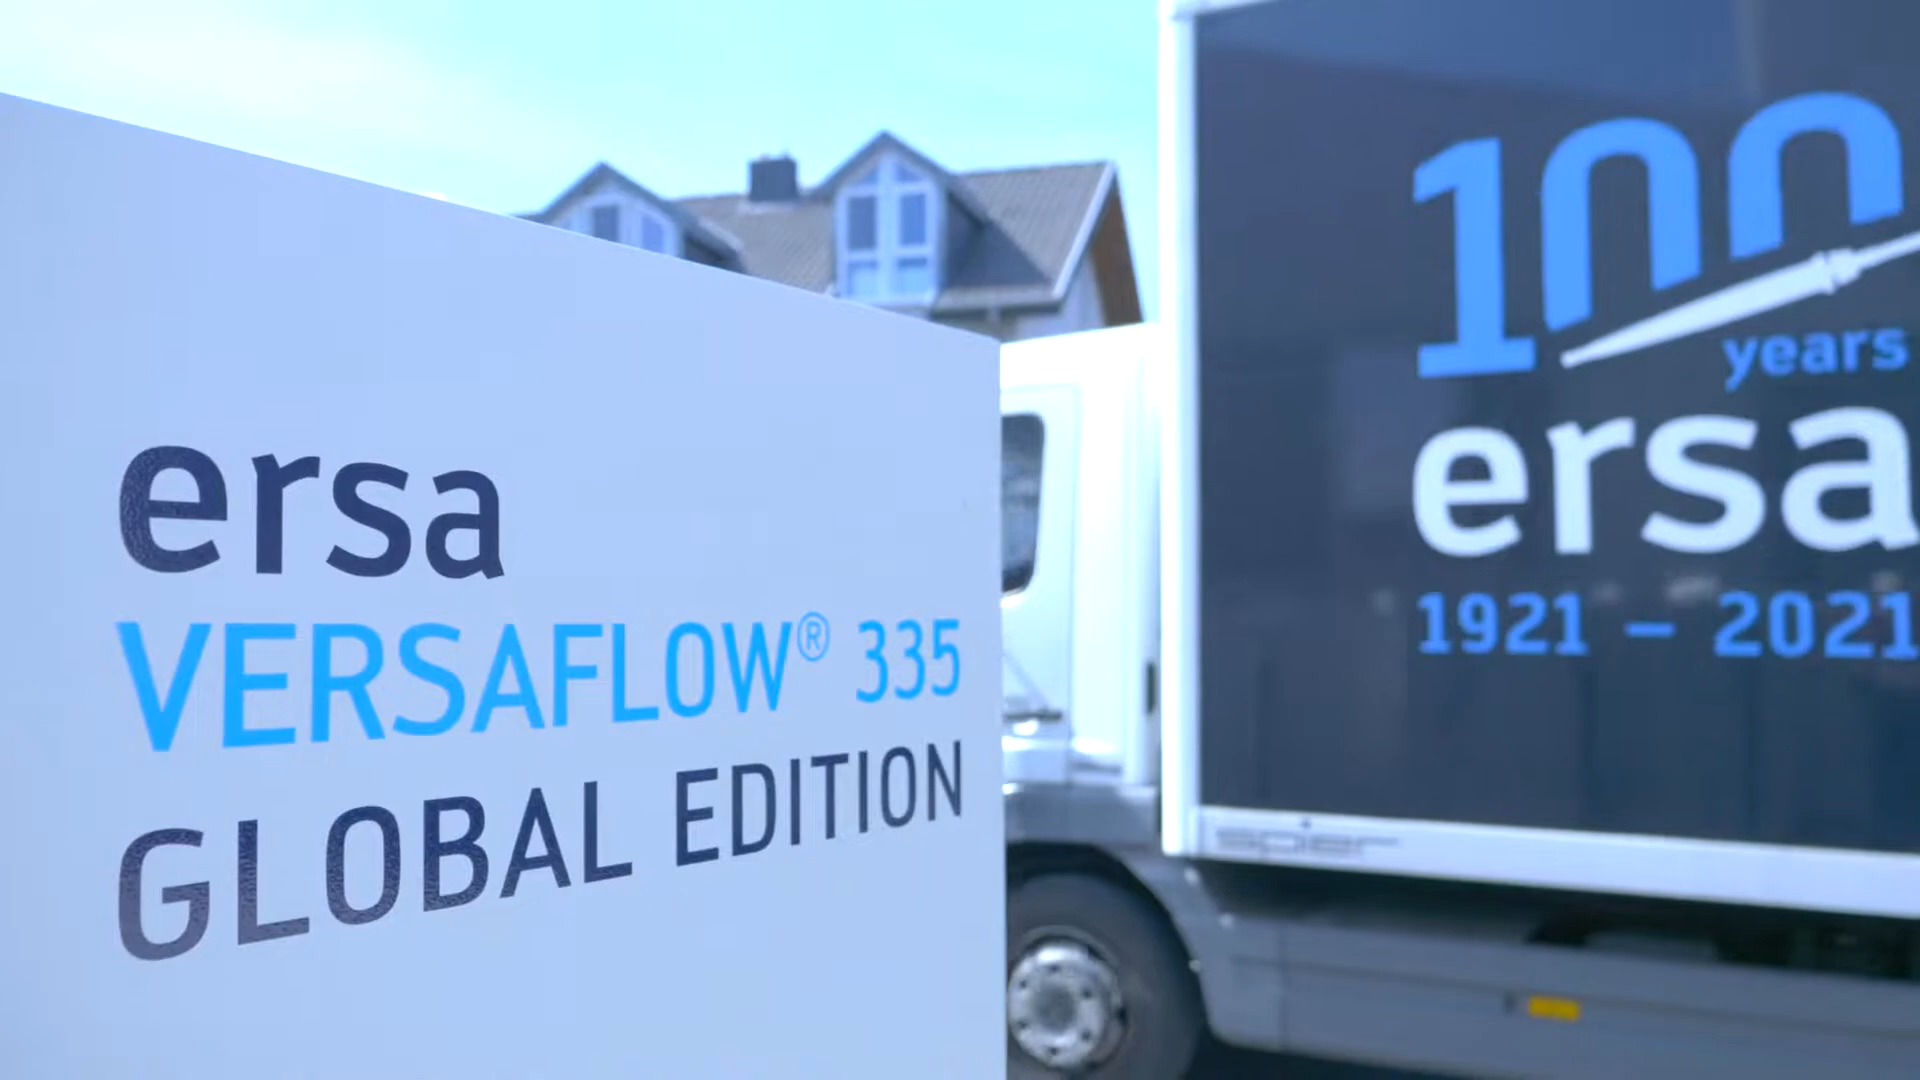 ersa
VERSAFLOW® 335
GLOBAL EDITION
100
years
ersa
1921 – 2021